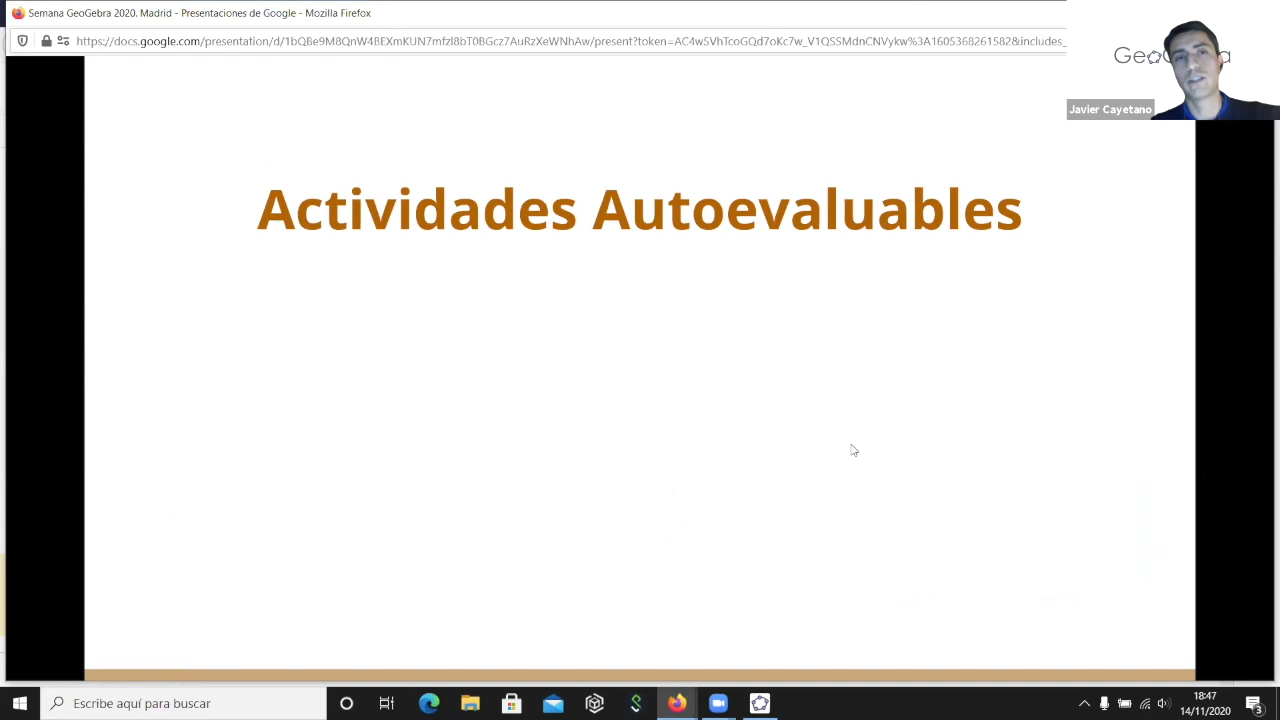 Semana GeoGebra 2020. Madrid - Presentaciones de Google - Mozilla Firefox
https://docs.google.com/presentation/d/1bQBe9M8QnW4BEXmKUN7mfzl8bT0BGcz7AuRzXeWNhAw/present?token=AC4w5VhTcoGQd7oKc7w_V1QSSMdnCNVykw%3A1605368261582&includes_
Javier Cayetano
Actividades Autoevaluables
Escribe aquí para buscar
18:47
14/11/2020
3